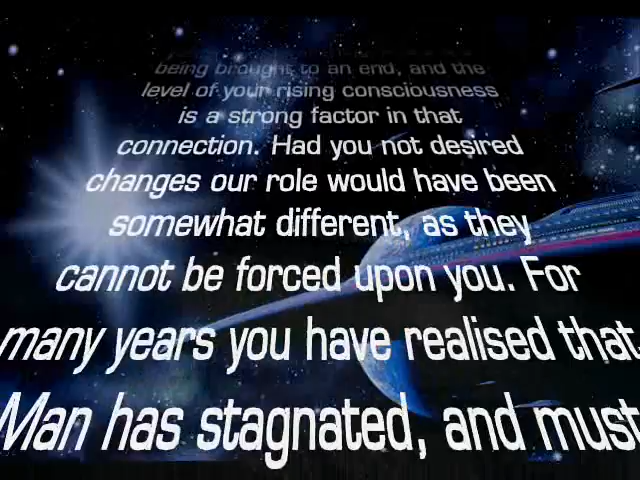 being brought to an end, and the
level of your rising consciousness
is a strong factor in that
connection. Had you not desired
changes our role would have been
somewhat different, as they
cannot be forced upon you. For
many years you have realised that
Man has stagnated, and must